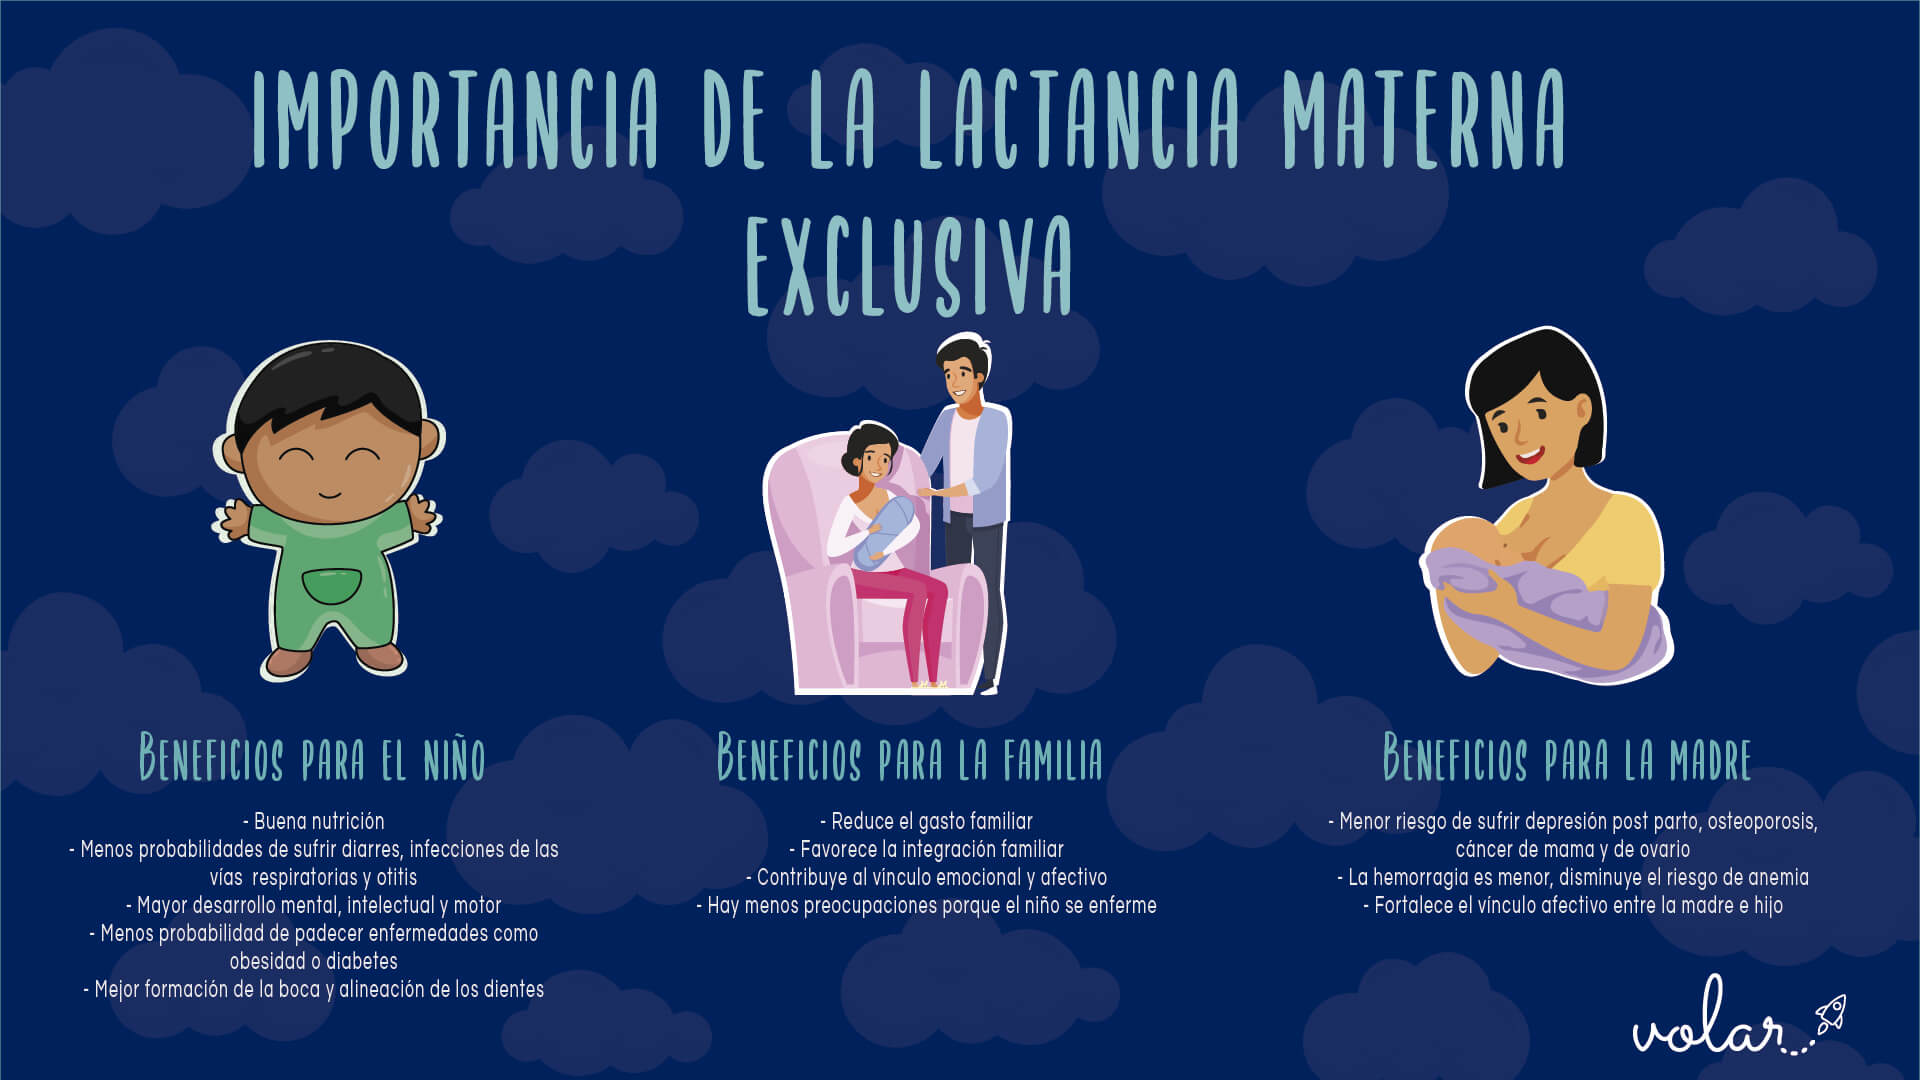 IMPORTANCIA DE LA LACTANCIA MATERNA
EXCLUSIVA
BENEFICIOS PARA EL NIÑO
- Buena nutrición
- Menos probabilidades de sufrir diarres, infecciones de las
vías respiratorias y otitis
- Mayor desarrollo mental, intelectual y motor
- Menos probabilidad de padecer enfermedades como
obesidad o diabetes
- Mejor formación de la boca y alineación de los dientes
BENEFICIOS PARA LA FAMILIA
- Reduce el gasto familiar
- Favorece la integración familiar
- Contribuye al vínculo emocional y afectivo
- Hay menos preocupaciones porque el niño se enferme
BENEFICIOS PARA LA MADRE
- Menor riesgo de sufrir depresión post parto, osteoporosis,
cáncer de mama y de ovario
- La hemorragia es menor, disminuye el riesgo de anemia
- Fortalece el vínculo afectivo entre la madre e hijo
volar